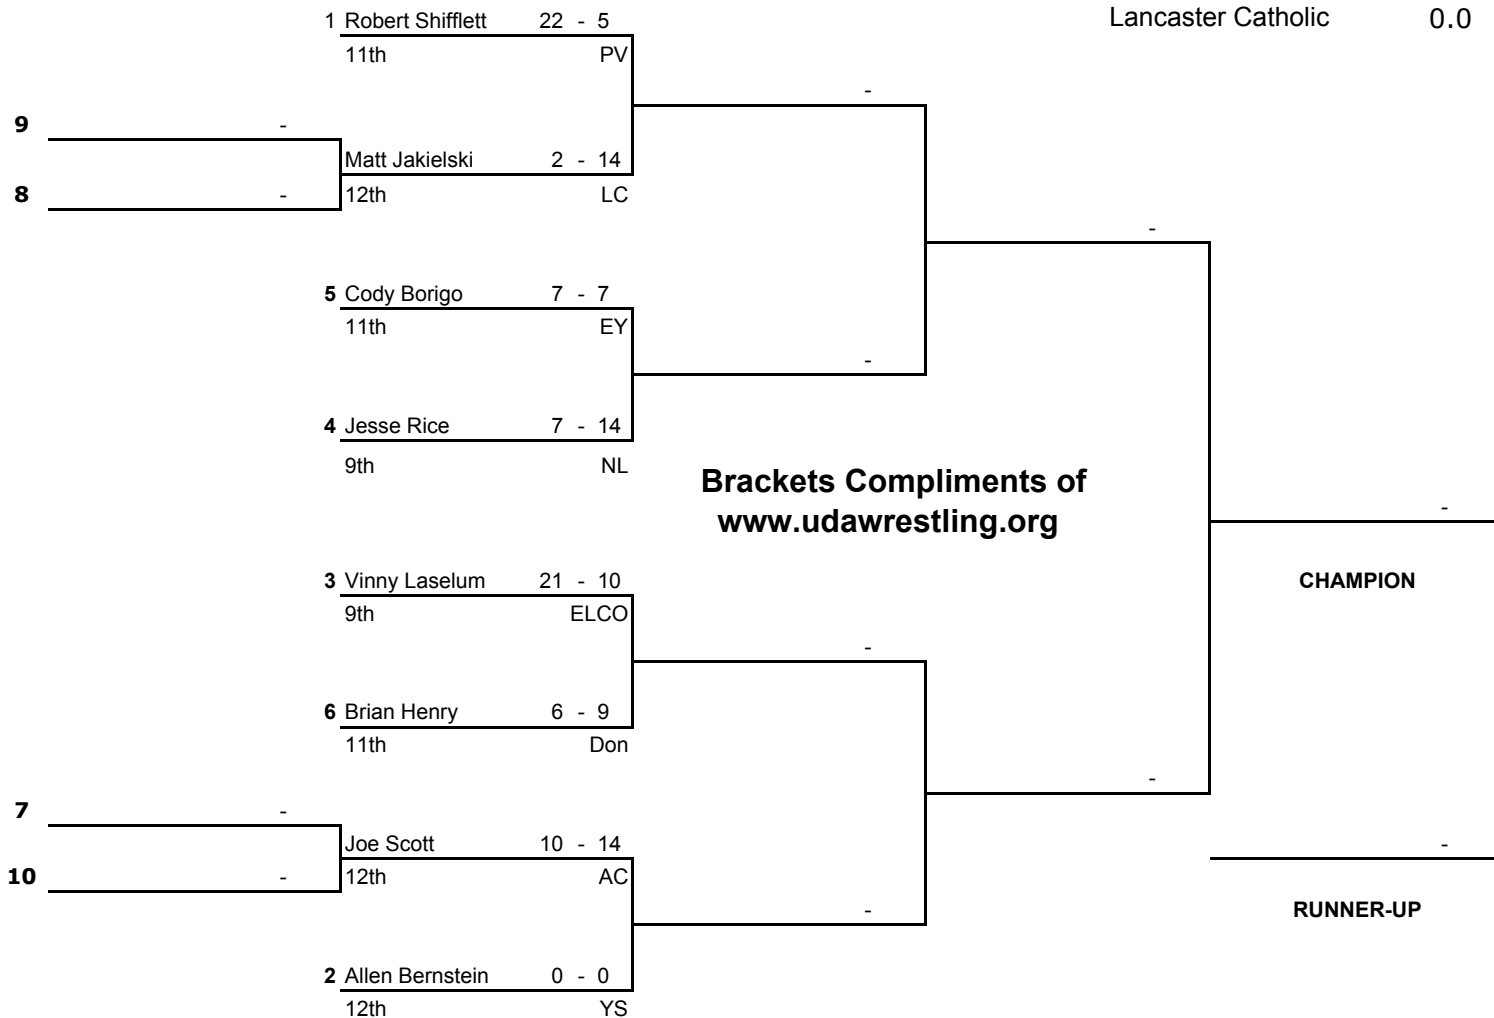 Lancaster Catholic 0.0
1 Robert Shifflett 22 - 5
11th PV
-
9 -
Matt Jakielski 2 - 14
8 - 12th LC
-
5 Cody Borigo 7 - 7
11th EY
-
4 Jesse Rice 7 - 14
9th NL
Brackets Compliments of
www.udawrestling.org
-
3 Vinny Laselum 21 - 10
CHAMPION
9th ELCO
-
6 Brian Henry 6 - 9
11th Don
-
7 -
Joe Scott 10 - 14
-
10 - 12th AC
-
RUNNER-UP
2 Allen Bernstein 0 - 0
12th YS